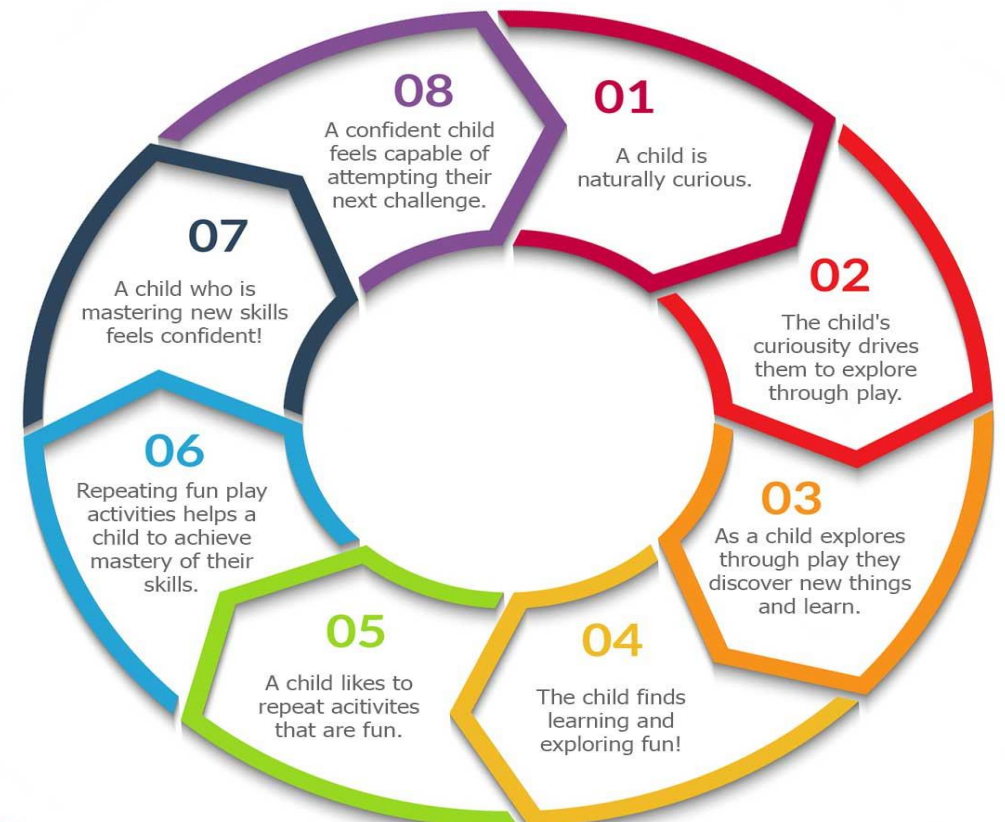 01
A child is
naturally curious.
02
The child's
curiousity drives
them to explore
through play.
03
As a child explores
through play they
discover new things
and learn.
04
The child finds
learning and
exploring fun!
05
A child likes to
repeat acitivites
that are fun.
06
Repeating fun play
activities helps a
child to achieve
mastery of their
skills.
07
A child who is
mastering new skills
feels confident!
08
A confident child
feels capable of
attempting their
next challenge.